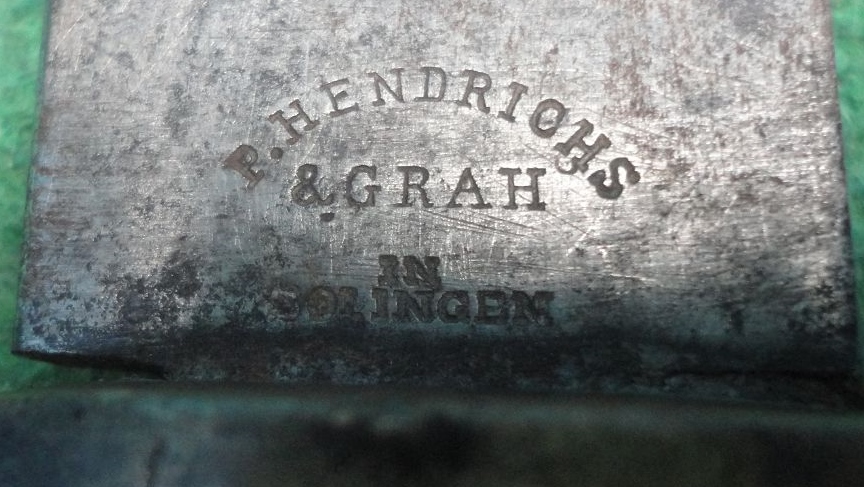 P. HENDRICHS
& GRAH
IN
SOLINGEN